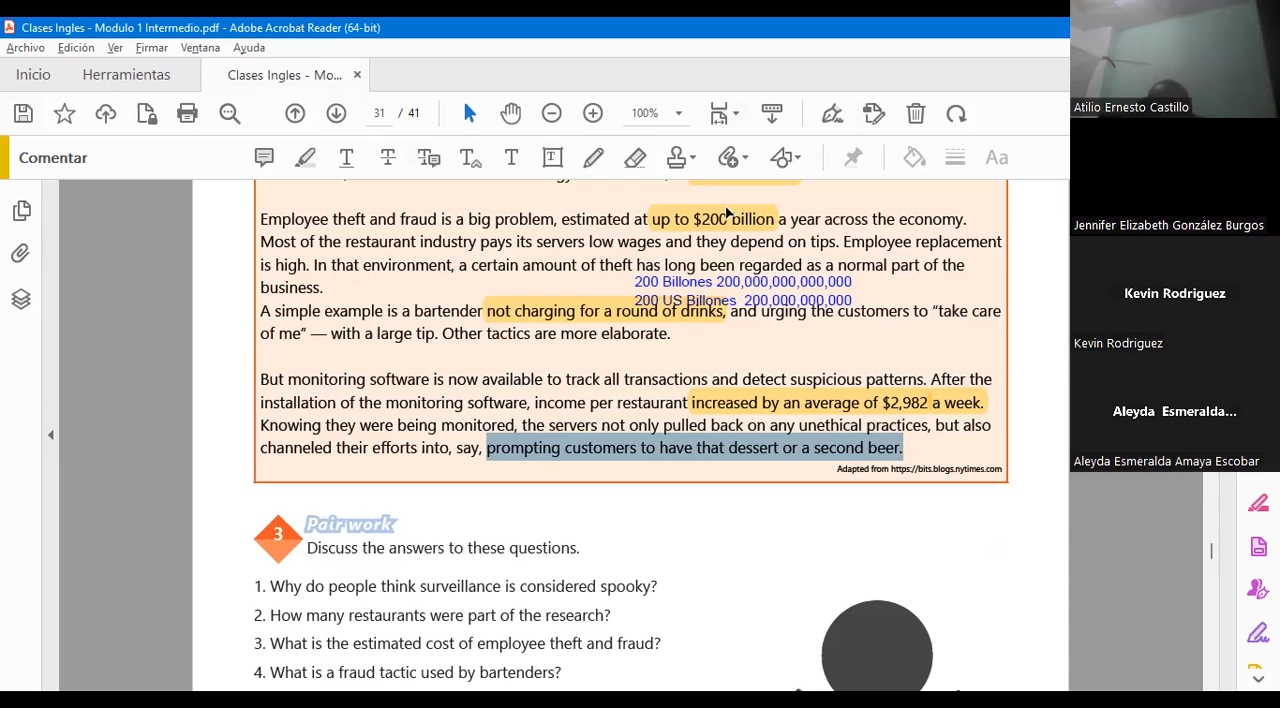 Clases Ingles - Modulo 1 Intermedio.pdf - Adobe Acrobat Reader (64-bit)
Archivo Edición Ver Firmar Ventana Ayuda
Inicio Herramientas Clases Ingles - Mo... ×
31 / 41 100%
Comentar
Employee theft and fraud is a big problem, estimated at up to $200 billion a year across the economy.
Most of the restaurant industry pays its servers low wages and they depend on tips. Employee replacement
is high. In that environment, a certain amount of theft has long been regarded as a normal part of the
business.
200 Billones 200,000,000,000,000
200 US Billones 200,000,000,000
A simple example is a bartender not charging for a round of drinks, and urging the customers to “take care
of me” — with a large tip. Other tactics are more elaborate.
But monitoring software is now available to track all transactions and detect suspicious patterns. After the
installation of the monitoring software, income per restaurant increased by an average of $2,982 a week.
Knowing they were being monitored, the servers not only pulled back on any unethical practices, but also
channeled their efforts into, say, prompting customers to have that dessert or a second beer.
Adapted from https://bits.blogs.nytimes.com
3 Pair work
Discuss the answers to these questions.
1. Why do people think surveillance is considered spooky?
2. How many restaurants were part of the research?
3. What is the estimated cost of employee theft and fraud?
4. What is a fraud tactic used by bartenders?
Atilio Ernesto Castillo
Jennifer Elizabeth González Burgos
Kevin Rodriguez
Kevin Rodriguez
Aleyda Esmeralda...
Aleyda Esmeralda Amaya Escobar